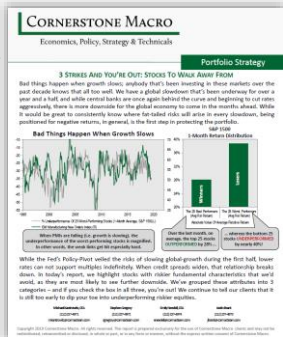 CORNERSTONE MACRO
Economics, Policy, Strategy & Technicals
Portfolio Strategy
3 STRIKES AND YOU'RE OUT: STOCKS TO WALK AWAY FROM
Bad things happen when growth slows; anybody that's been investing in these markets over the
past decade knows that all too well. We have a global slowdown that's been underway for over
a year and a half, and while central banks are once again behind the curve and beginning to cut rates
aggressively, there is more downside for the global economy to come in the months ahead. While
it would be great to consistently know where fat-tailed risks will arise in every slowdown, being
positioned for negative returns, in general, is the first step in protecting the portfolio.
Bad Things Happen When Growth Slows
S&P 1500
1-Month Return Distribution
Winners
Losers
When PMIs are falling (i.e. growth is slowing), the
underperformance of the worst performing stocks is magnified.
In other words, the weak links get hit especially hard.
Over the last month, on
average, the top 25 stocks
OUTPERFORMED by 20%...
... whereas the bottom 25
stocks UNDERPERFORMED
by nearly 40%!
While the Fed's Policy-Pivot veiled the risks of slowing global-growth during the first half, lower
rates can not support multiples indefinitely. When credit spreads widen, that relationship breaks
down. In today's report, we highlight stocks with riskier fundamental characteristics that we'd
avoid, as they are most likely to see further downside. We've grouped these attributes into 3
categories – and if you check the box in all three, you're out! We continue to tell our clients that it
is still too early to dip your toe into underperforming riskier equities.